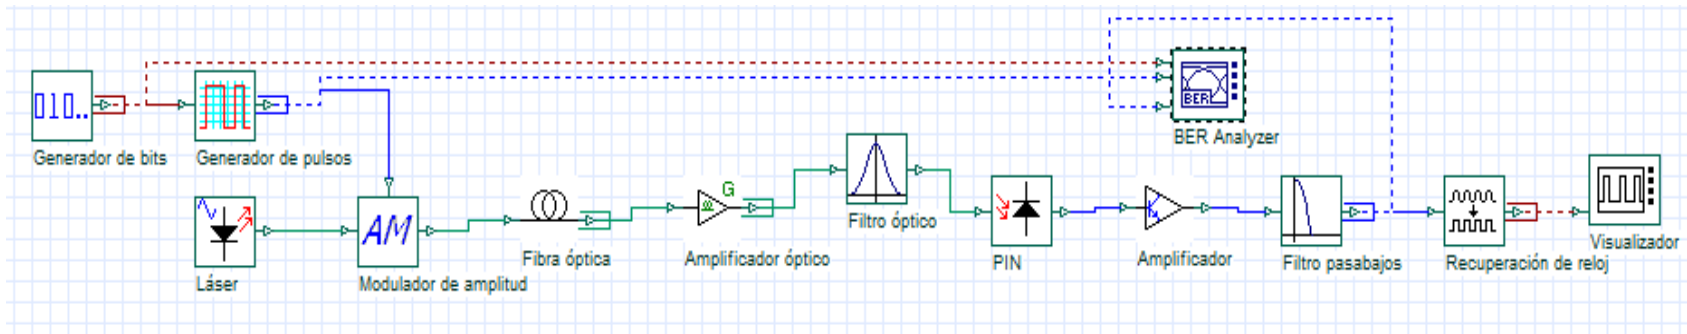 010..
Generador de bits
Generador de pulsos
BER
BER Analyzer
Láser
AM
Modulador de amplitud
Fibra óptica
G
Amplificador óptico
Filtro óptico
PIN
Amplificador
Filtro pasabajos
Recuperación de reloj
Visualizador